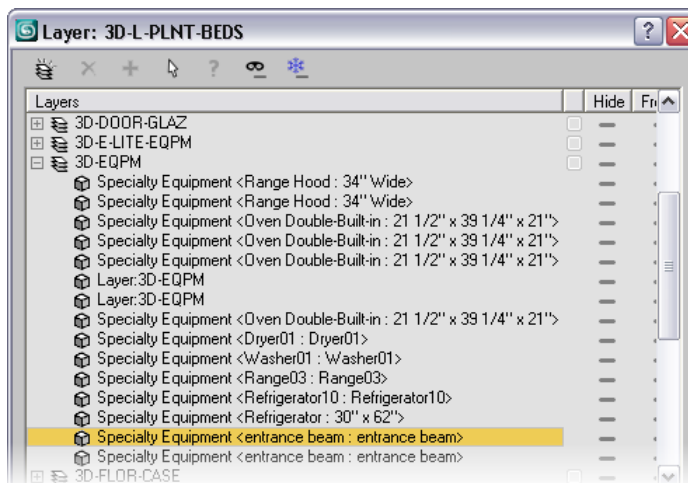 Layer: 3D-L-PLNT-BEDS
Layers Hide Fr
3D-DOOR-GLAZ
3D-E-LITE-EQPM
3D-EQPM
Specialty Equipment <Range Hood : 34" Wide>
Specialty Equipment <Range Hood : 34" Wide>
Specialty Equipment <Oven Double-Built-in : 21 1/2" x 39 1/4" x 21">
Specialty Equipment <Oven Double-Built-in : 21 1/2" x 39 1/4" x 21">
Specialty Equipment <Oven Double-Built-in : 21 1/2" x 39 1/4" x 21">
Layer:3D-EQPM
Layer:3D-EQPM
Specialty Equipment <Oven Double-Built-in : 21 1/2" x 39 1/4" x 21">
Specialty Equipment <Dryer01 : Dryer01>
Specialty Equipment <Washer01 : Washer01>
Specialty Equipment <Range03 : Range03>
Specialty Equipment <Refrigerator10 : Refrigerator10>
Specialty Equipment <Refrigerator : 30" x 62">
Specialty Equipment <entrance beam : entrance beam>
Specialty Equipment <entrance beam : entrance beam>
3D-FLOR-CASE